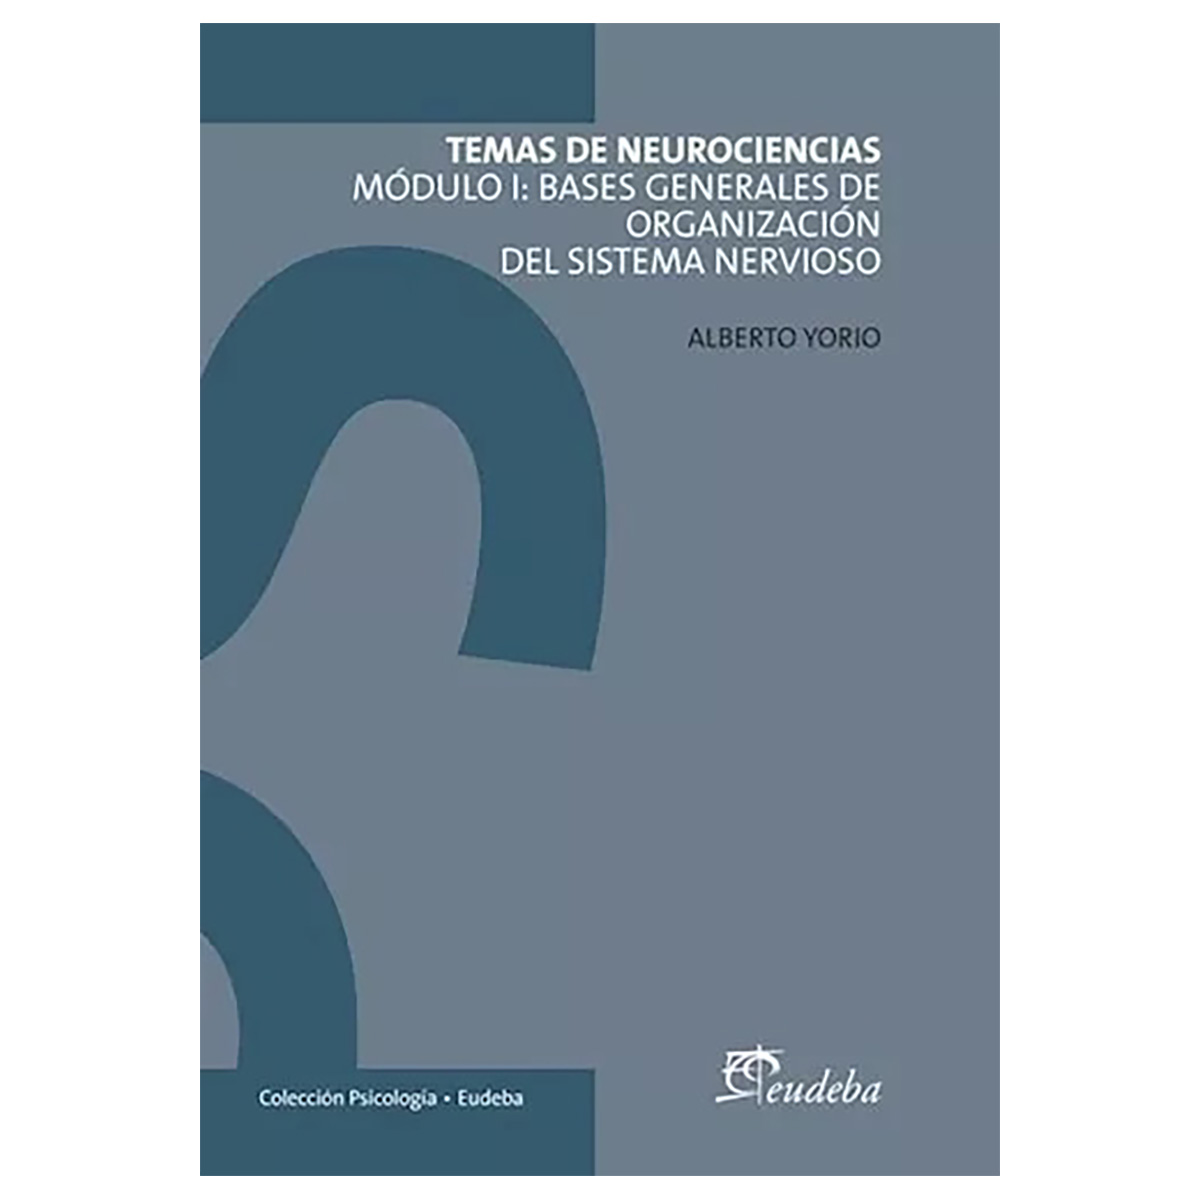 TEMAS DE NEUROCIENCIAS
MÓDULO I: BASES GENERALES DE
ORGANIZACIÓN
DEL SISTEMA NERVIOSO
ALBERTO YORIO
Colección Psicología • Eudeba
eudeba